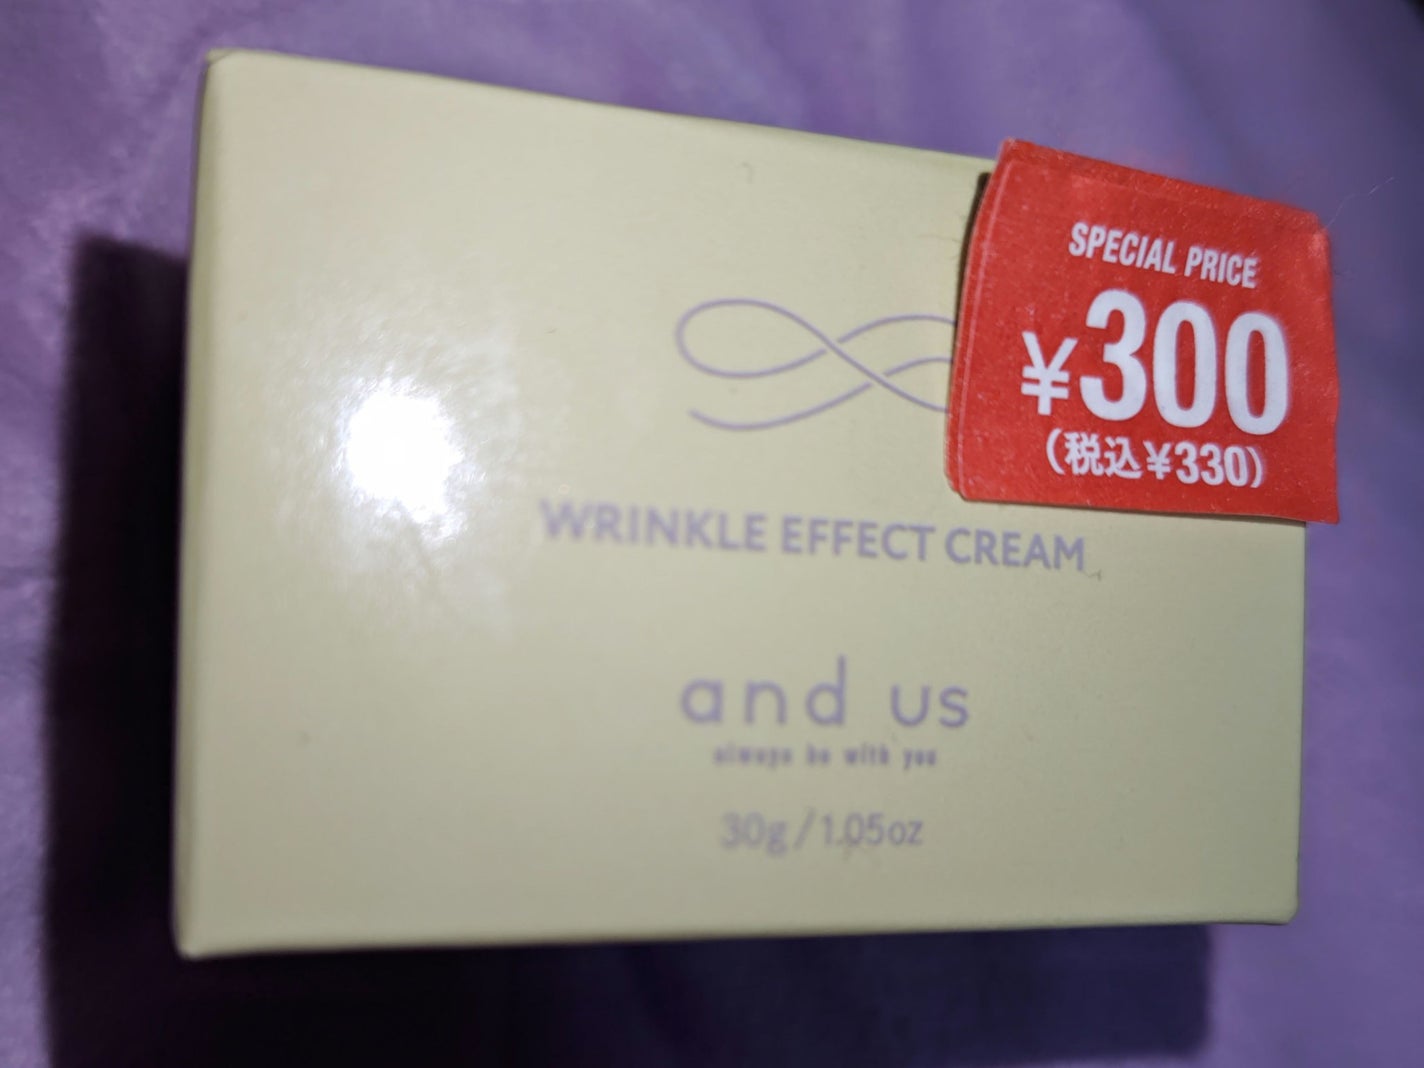 SPECIAL PRICE
¥300
(税込¥330)
WRINKLE EFFECT CREAM
and us
always be with you
30g/1.05oz